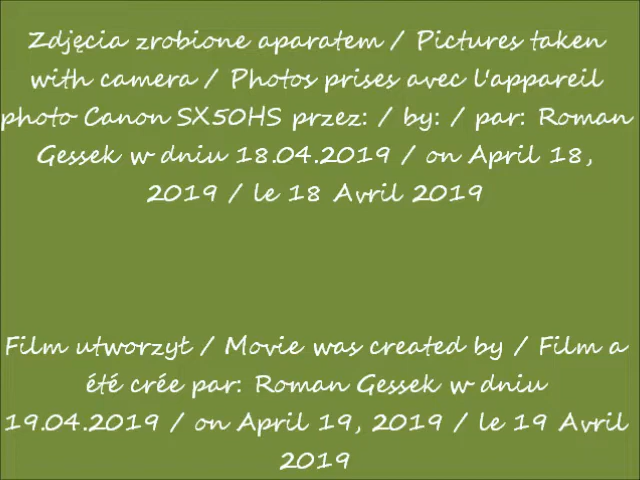 Zdjęcia zrobione aparatem / Pictures taken
with camera / Photos prises avec l'appareil
photo Canon SX50HS przez: / by: / par: Roman
Gessek w dniu 18.04.2019 / on April 18,
2019 / le 18 Avril 2019
Film utworzył / Movie was created by / Film a
été crée par: Roman Gessek w dniu
19.04.2019 / on April 19, 2019 / le 19 Avril
2019